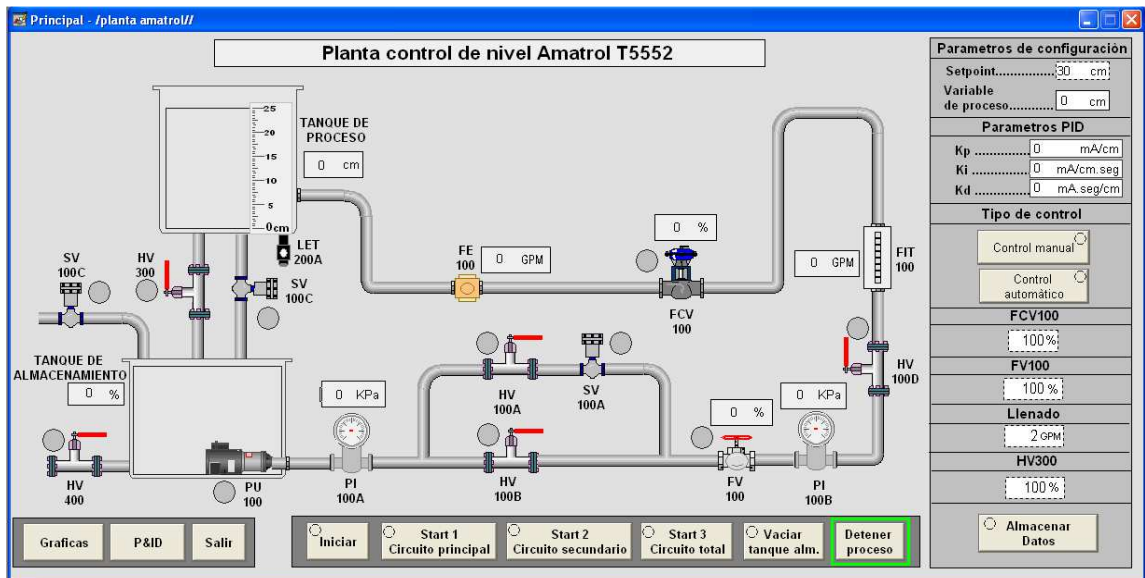 Principal - /planta amatrol//
Planta control de nivel Amatrol T5552
25
20
15
10
5
0cm
TANQUE DE
PROCESO
0 cm
LET
200A
SV
100C
HV
300
SV
100C
FE
100
0 GPM
0 %
FCV
100
0 GPM
FIT
100
TANQUE DE
ALMACENAMIENTO
0 %
HV
400
PU
100
0 KPa
PI
100A
HV
100A
SV
100A
HV
100B
0 %
FV
100
0 KPa
PI
100B
HV
100D
Parametros de configuraciòn
Setpoint...............30 cm
Variable
de proceso...........0 cm
Parametros PID
Kp ..............0 mA/cm
Ki ..............0 mA/cm.seg
Kd ..............0 mA.seg/cm
Tipo de control
Control manual
Control
automático
FCV100
100%
FV100
100 %
Llenado
2 GPM
HV300
100 %
Almacenar
Datos
Graficas
P&ID
Salir
Iniciar
Start 1
Circuito principal
Start 2
Circuito secundario
Start 3
Circuito total
Vaciar
tanque alm.
Detener
proceso